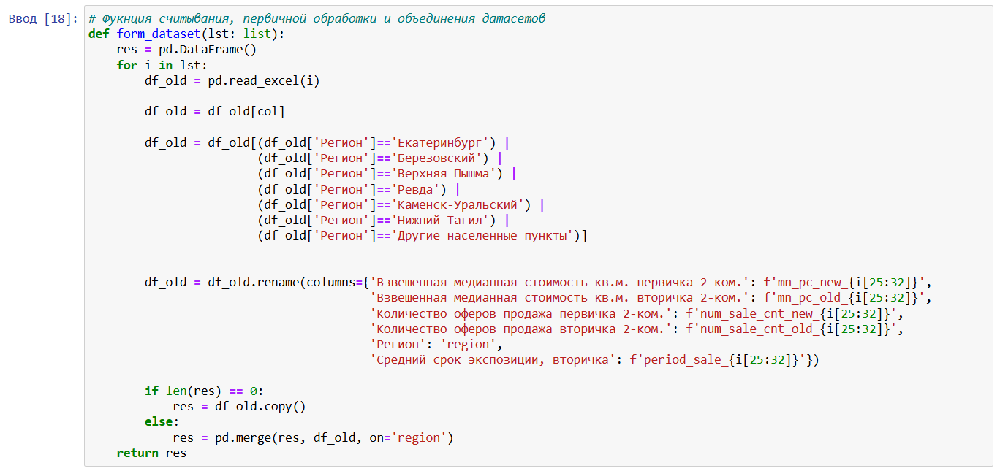 Ввод [18]: # Фукнция считывания, первичной обработки и объединения датасетов
def form_dataset(lst: list):
    res = pd.DataFrame()
    for i in lst:
        df_old = pd.read_excel(i)
        df_old = df_old[col]
        df_old = df_old[(df_old['Регион']=='Екатеринбург') |
                        (df_old['Регион']=='Березовский') |
                        (df_old['Регион']=='Верхняя Пышма') |
                        (df_old['Регион']=='Ревда') |
                        (df_old['Регион']=='Каменск-Уральский') |
                        (df_old['Регион']=='Нижний Тагил') |
                        (df_old['Регион']=='Другие населенные пункты')]
        df_old = df_old.rename(columns={'Взвешенная медианная стоимость кв.м. первичка 2-ком.': f'mn_pc_new_{i[25:32]}',
                                        'Взвешенная медианная стоимость кв.м. вторичка 2-ком.': f'mn_pc_old_{i[25:32]}',
                                        'Количество оферов продажа первичка 2-ком.': f'num_sale_cnt_new_{i[25:32]}',
                                        'Количество оферов продажа вторичка 2-ком.': f'num_sale_cnt_old_{i[25:32]}',
                                        'Регион': 'region',
                                        'Средний срок экспозиции, вторичка': f'period_sale_{i[25:32]}'})
        if len(res) == 0:
            res = df_old.copy()
        else:
            res = pd.merge(res, df_old, on='region')
    return res